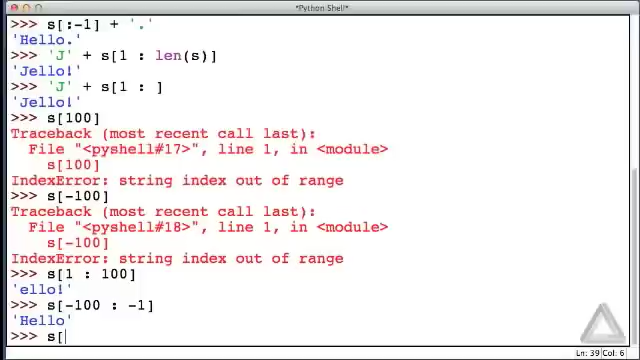 *Python Shell*
>>> s[:-1] + '.'
'Hello.'
>>> 'J' + s[1 : len(s)]
'Jello!'
>>> 'J' + s[1 : ]
'Jello!'
>>> s[100]
Traceback (most recent call last):
  File "<pyshell#17>", line 1, in <module>
    s[100]
IndexError: string index out of range
>>> s[-100]
Traceback (most recent call last):
  File "<pyshell#18>", line 1, in <module>
    s[-100]
IndexError: string index out of range
>>> s[1 : 100]
'ello!'
>>> s[-100 : -1]
'Hello'
>>> s[
Ln: 39 Col: 6